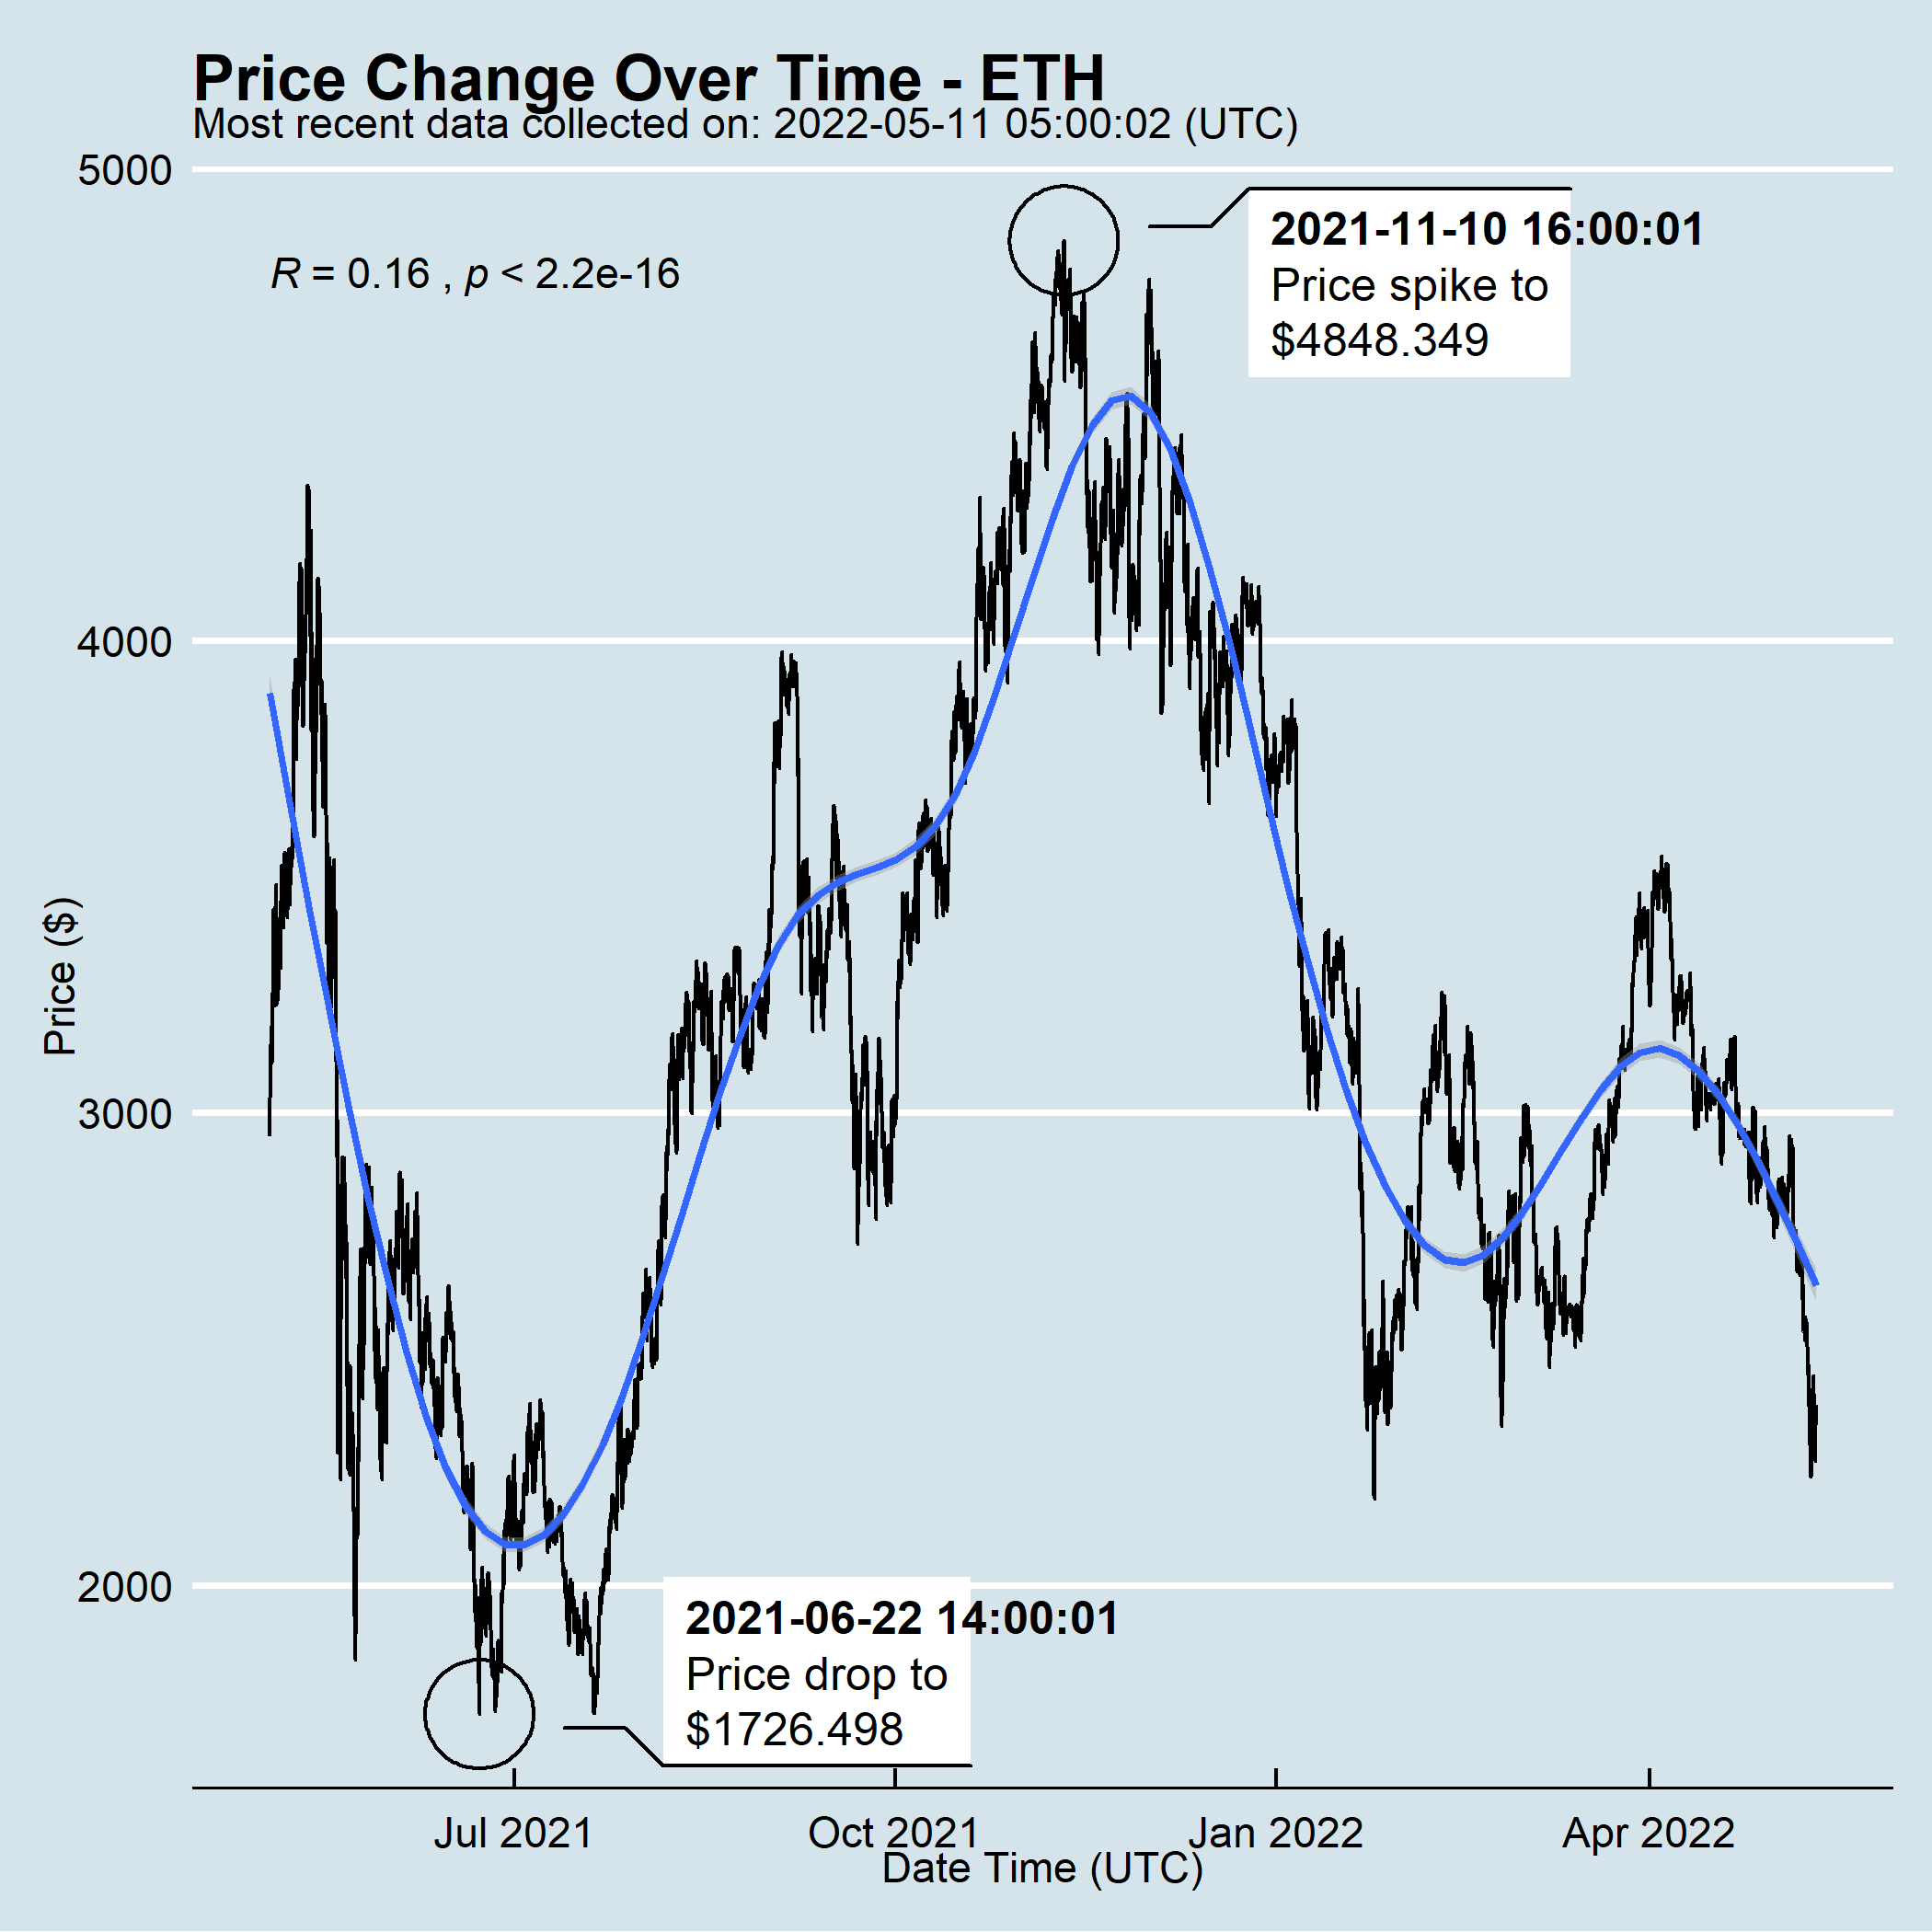 Price Change Over Time - ETH
Most recent data collected on: 2022-05-11 05:00:02 (UTC)
5000
2021-11-10 16:00:01
Price spike to
$4848.349
R = 0.16 , p < 2.2e-16
4000
Price ($)
3000
2000
2021-06-22 14:00:01
Price drop to
$1726.498
Jul 2021 Oct 2021 Jan 2022 Apr 2022
Date Time (UTC)